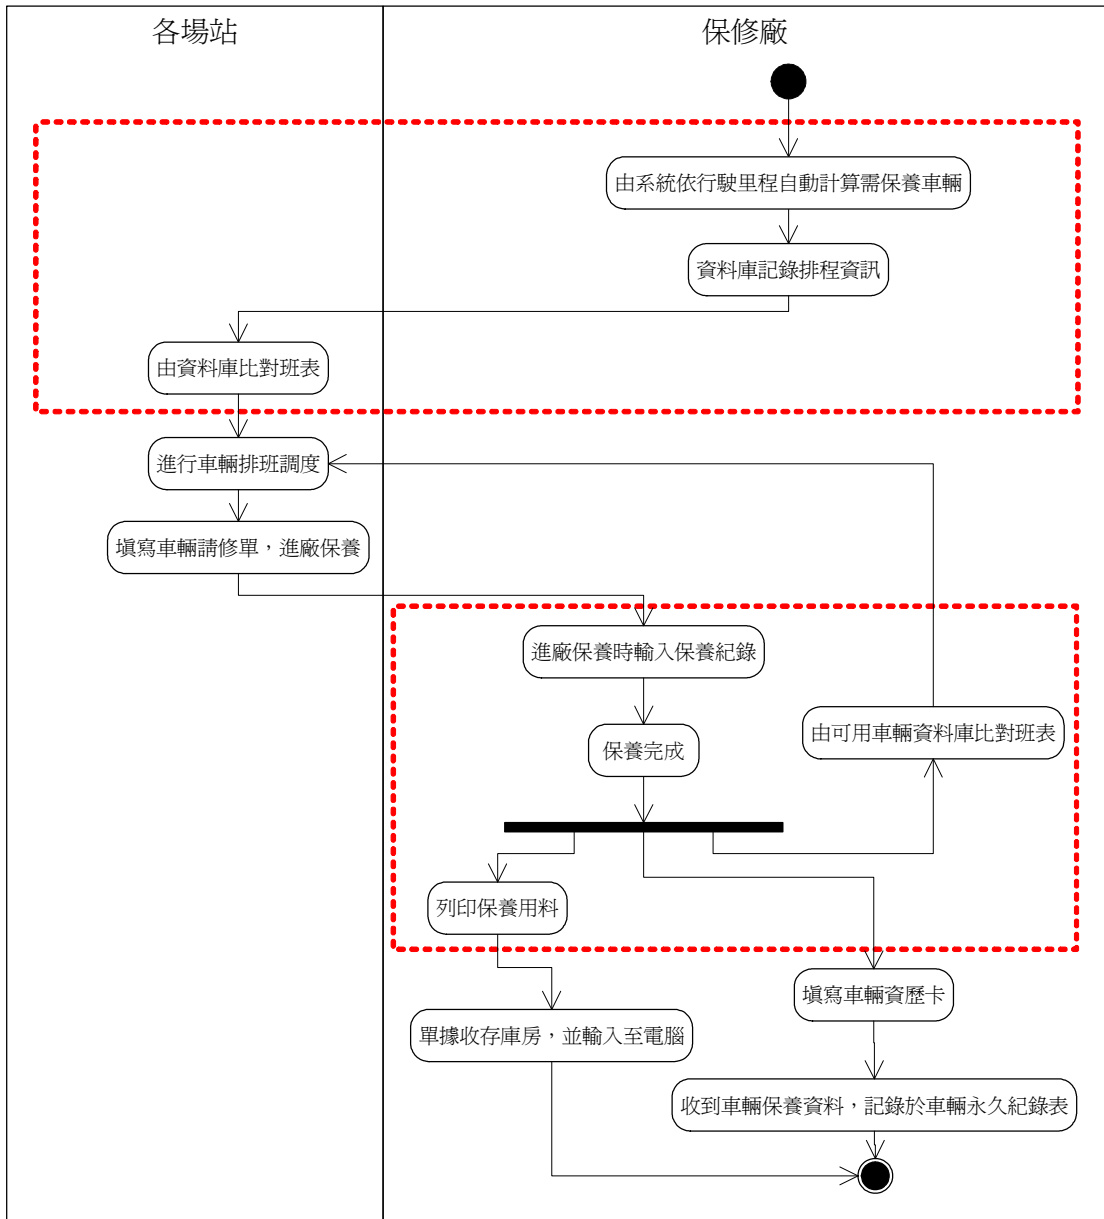 各場站
保修廠
由系統依行駛里程自動計算需保養車輛
資料庫記錄排程資訊
由資料庫比對班表
進行車輛排班調度
填寫車輛請修單，進廠保養
進廠保養時輸入保養紀錄
由可用車輛資料庫比對班表
保養完成
列印保養用料
填寫車輛資歷卡
單據收存庫房，並輸入至電腦
收到車輛保養資料，記錄於車輛永久紀錄表